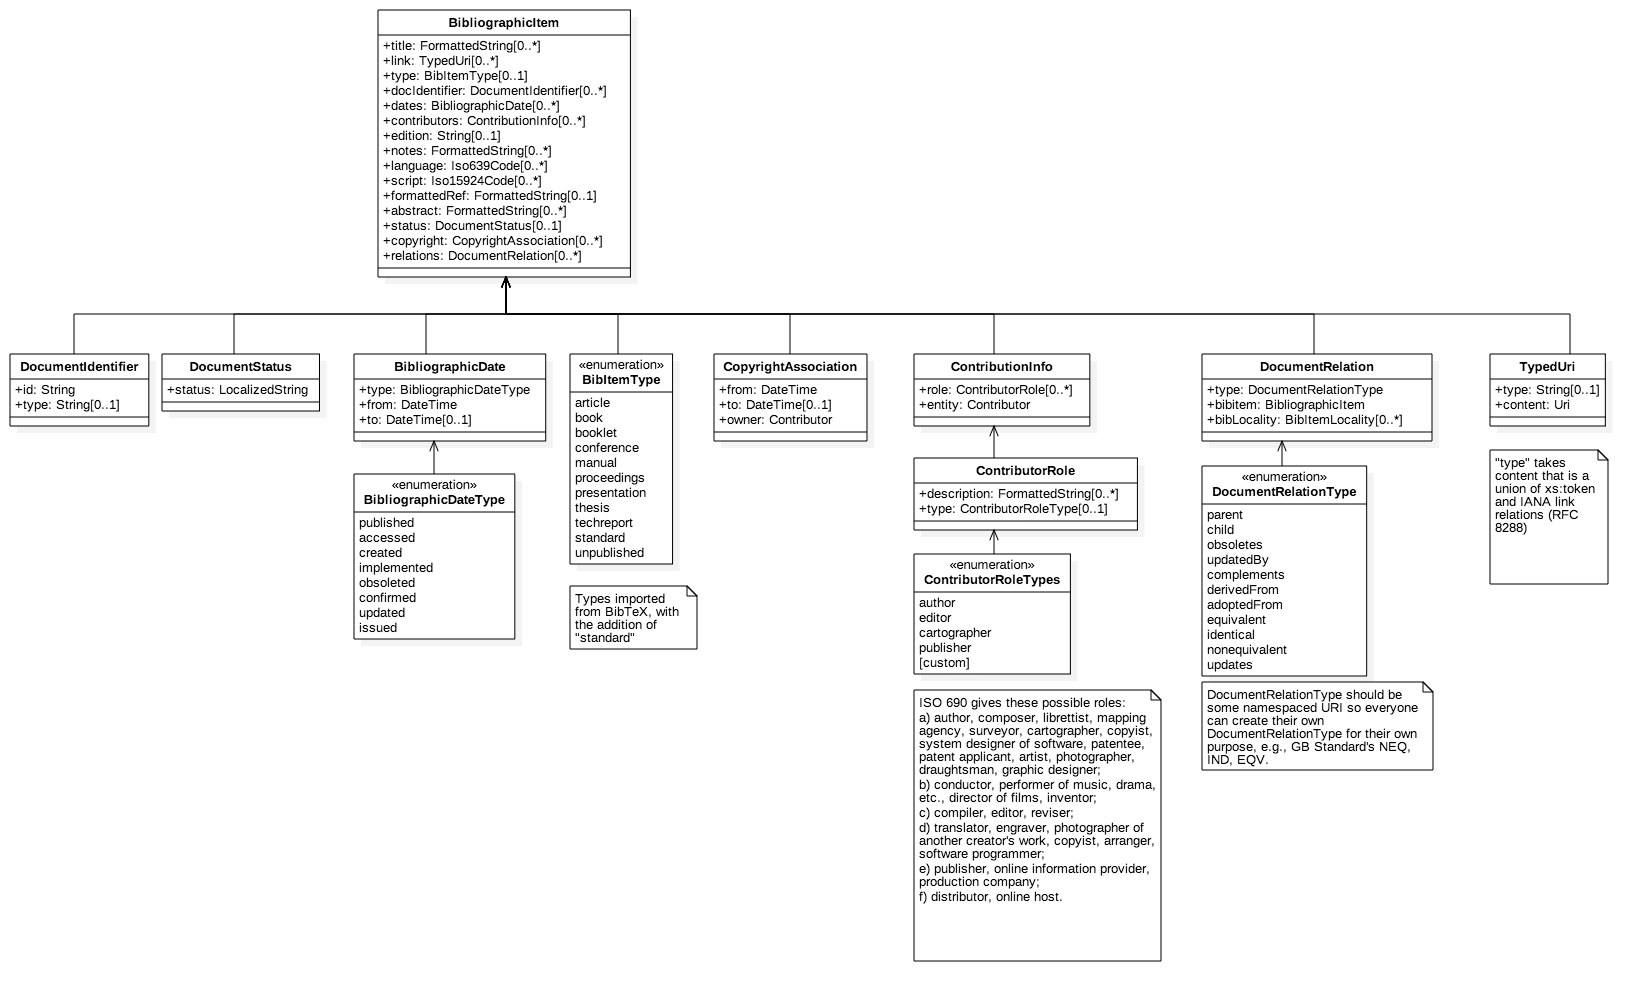 BibliographicItem
+title: FormattedString[0..*]
+link: TypedUri[0..*]
+type: BibItemType[0..1]
+docIdentifier: DocumentIdentifier[0..*]
+dates: BibliographicDate[0..*]
+contributors: ContributionInfo[0..*]
+edition: String[0..1]
+notes: FormattedString[0..*]
+language: Iso639Code[0..*]
+script: Iso15924Code[0..*]
+formattedRef: FormattedString[0..1]
+abstract: FormattedString[0..*]
+status: DocumentStatus[0..1]
+copyright: CopyrightAssociation[0..*]
+relations: DocumentRelation[0..*]
DocumentIdentifier
+id: String
+type: String[0..1]
DocumentStatus
+status: LocalizedString
BibliographicDate
+type: BibliographicDateType
+from: DateTime
+to: DateTime[0..1]
«enumeration»
BibliographicDateType
published
accessed
created
implemented
obsoleted
confirmed
updated
issued
«enumeration»
BibItemType
article
book
booklet
conference
manual
proceedings
presentation
thesis
techreport
standard
unpublished
Types imported
from BibTeX, with
the addition of
"standard"
CopyrightAssociation
+from: DateTime
+to: DateTime[0..1]
+owner: Contributor
ContributionInfo
+role: ContributorRole[0..*]
+entity: Contributor
ContributorRole
+description: FormattedString[0..*]
+type: ContributorRoleType[0..1]
«enumeration»
ContributorRoleTypes
author
editor
cartographer
publisher
[custom]
ISO 690 gives these possible roles:
a) author, composer, librettist, mapping
agency, surveyor, cartographer, copyist,
system designer of software, patentee,
patent applicant, artist, photographer,
draughtsman, graphic designer;
b) conductor, performer of music, drama,
etc., director of films, inventor;
c) compiler, editor, reviser;
d) translator, engraver, photographer of
another creator's work, copyist, arranger,
software programmer;
e) publisher, online information provider,
production company;
f) distributor, online host.
DocumentRelation
+type: DocumentRelationType
+bibitem: BibliographicItem
+bibLocality: BibItemLocality[0..*]
«enumeration»
DocumentRelationType
parent
child
obsoletes
updatedBy
complements
derivedFrom
adoptedFrom
equivalent
identical
nonequivalent
updates
DocumentRelationType should be
some namespaced URI so everyone
can create their own
DocumentRelationType for their own
purpose, e.g., GB Standard's NEQ,
IND, EQV.
TypedUri
+type: String[0..1]
+content: Uri
"type" takes
content that is a
union of xs:token
and IANA link
relations (RFC
8288)